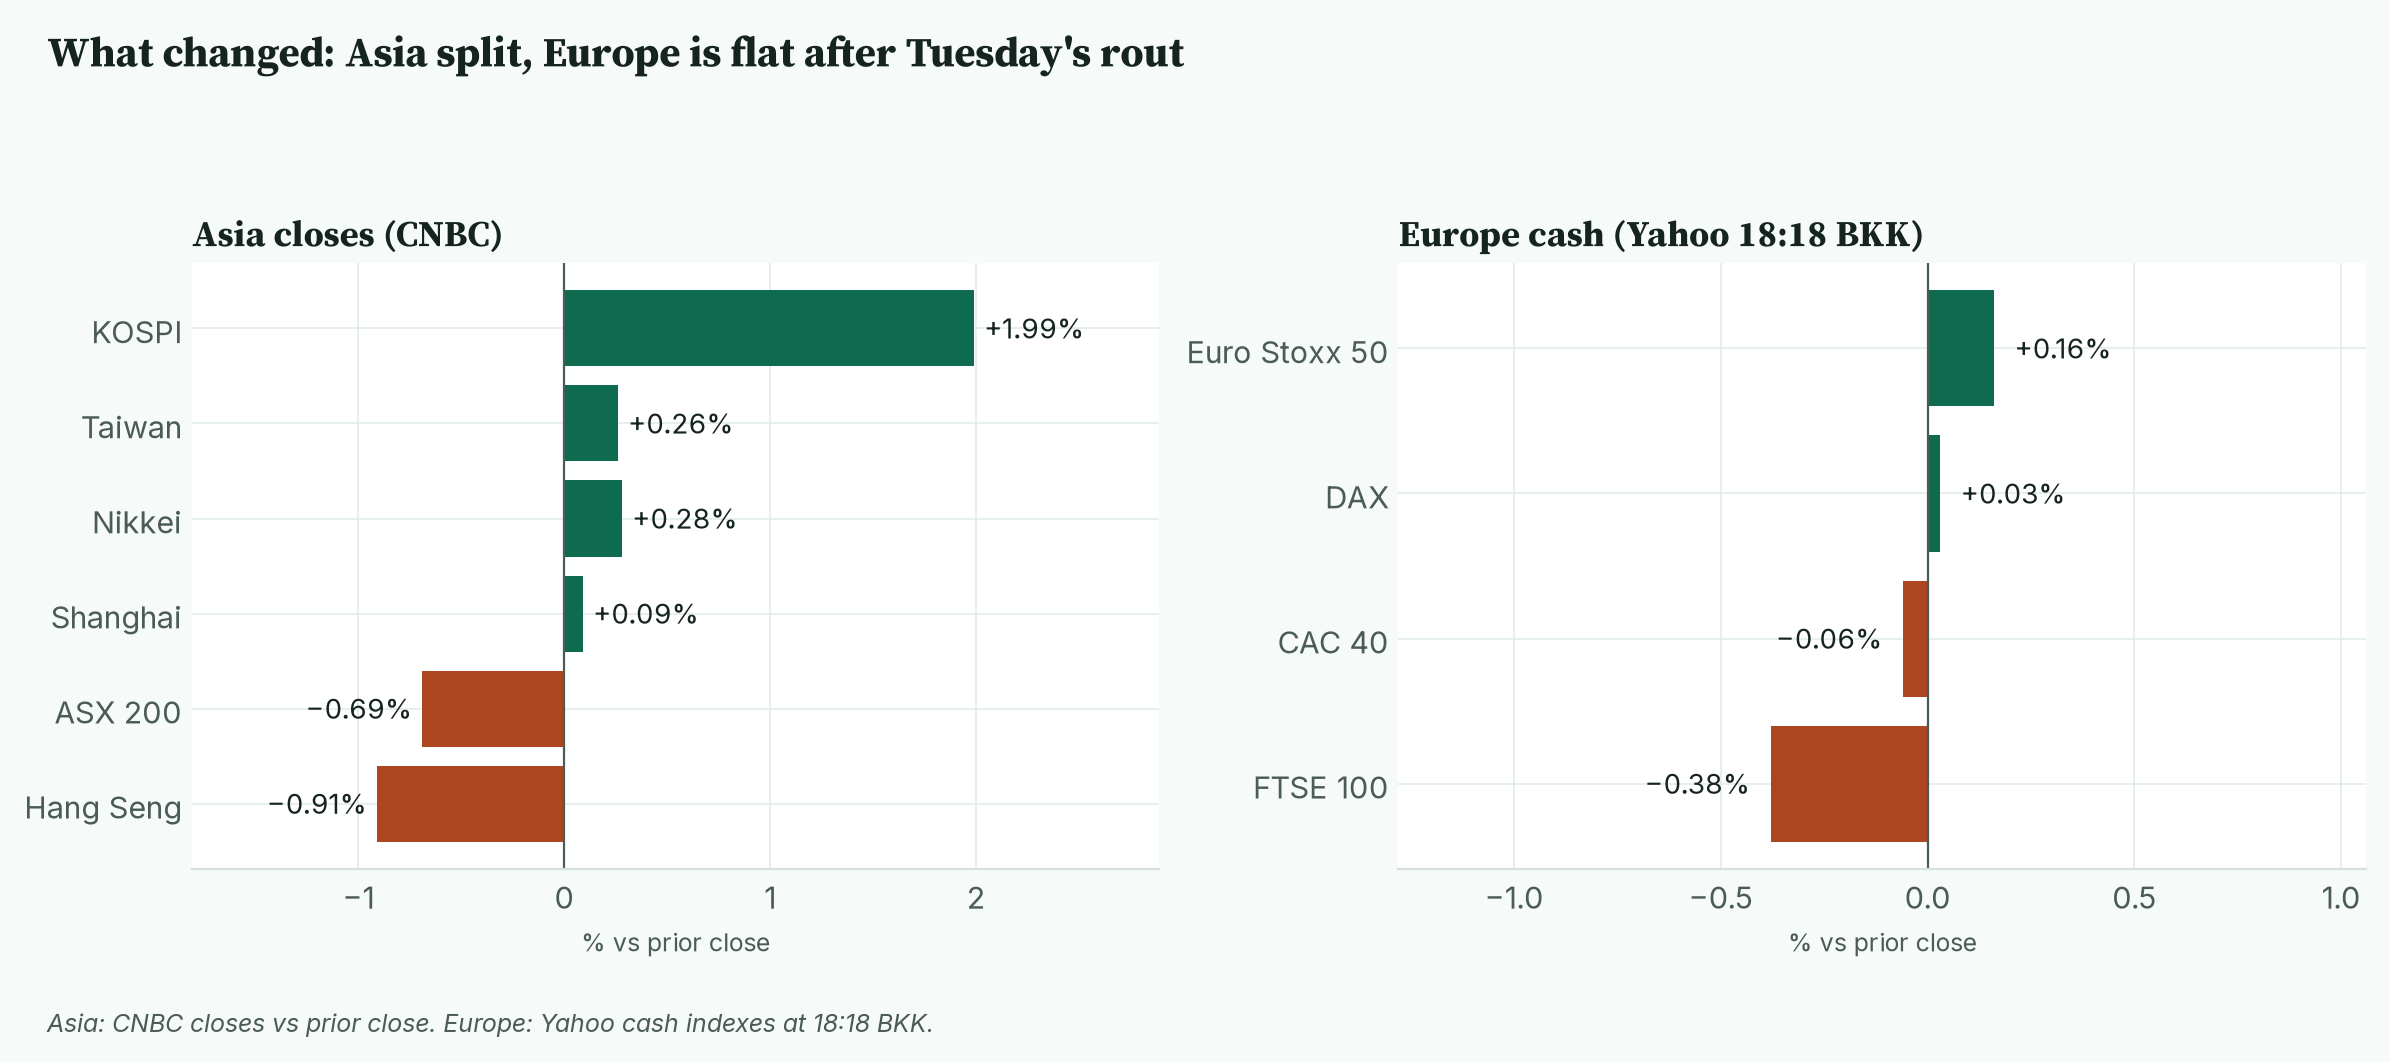 What changed: Asia split, Europe is flat after Tuesday's rout
Asia closes (CNBC)
KOSPI +1.99%
Taiwan +0.26%
Nikkei +0.28%
Shanghai +0.09%
ASX 200 −0.69%
Hang Seng −0.91%
−1 0 1 2
% vs prior close
Europe cash (Yahoo 18:18 BKK)
Euro Stoxx 50 +0.16%
DAX +0.03%
CAC 40 −0.06%
FTSE 100 −0.38%
−1.0 −0.5 0.0 0.5 1.0
% vs prior close
Asia: CNBC closes vs prior close. Europe: Yahoo cash indexes at 18:18 BKK.